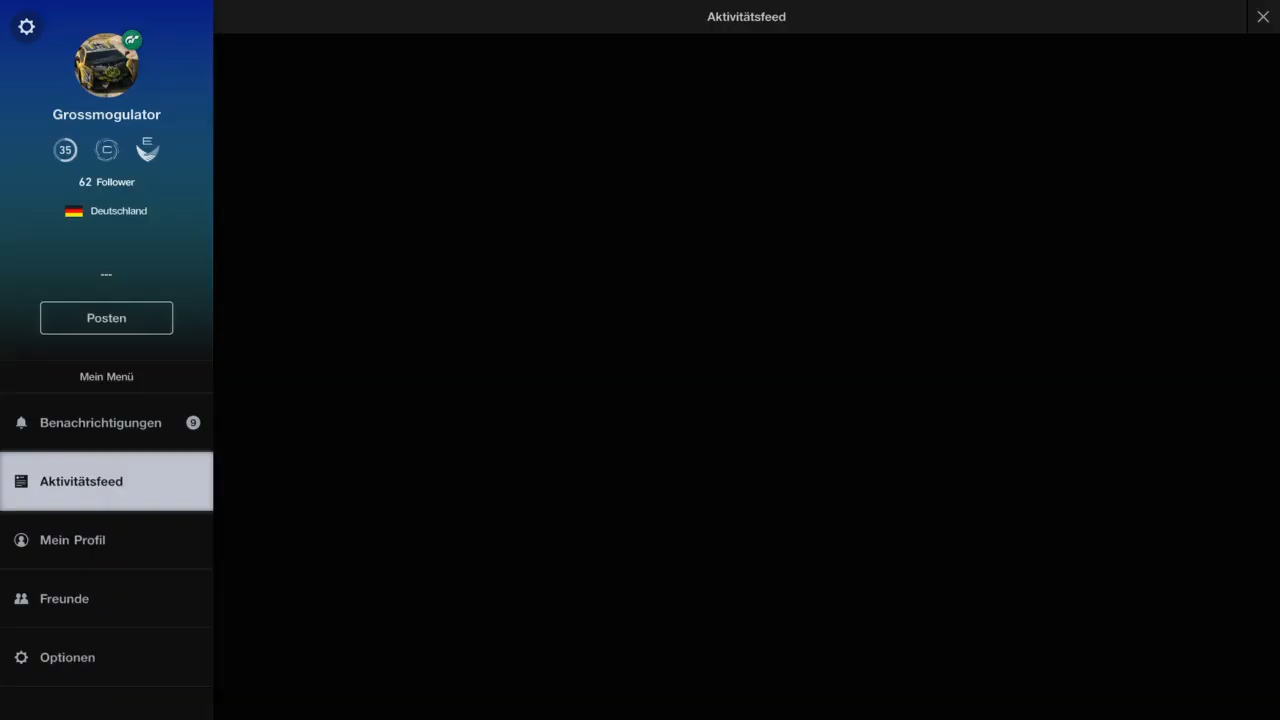 Aktivitätsfeed
Grossmogulator
35 C E
62 Follower
Deutschland
---
Posten
Mein Menü
Benachrichtigungen 9
Aktivitätsfeed
Mein Profil
Freunde
Optionen